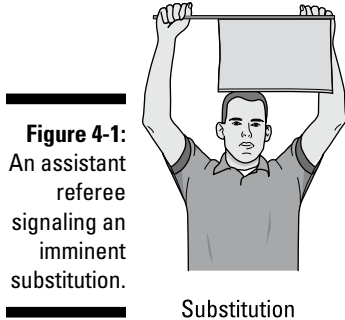 Figure 4-1:
An assistant
referee
signaling an
imminent
substitution.
Substitution